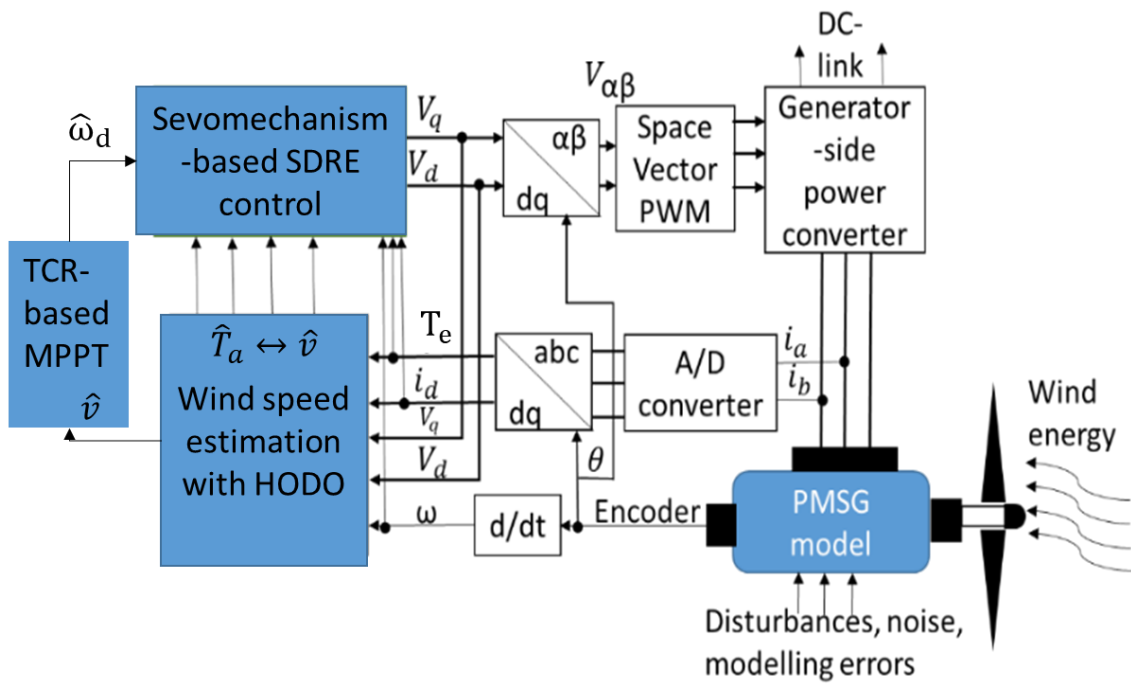 DC-
link
Sevomechanism
-based SDRE
control
ω̂_d
V_q
V_d
αβ
dq
V_αβ
Space
Vector
PWM
Generator
-side
power
converter
TCR-
based
MPPT
v̂
T̂_a ↔ v̂
Wind speed
estimation
with HODO
T_e
i_d
V_q
V_d
ω
abc
dq
A/D
converter
i_a
i_b
θ
d/dt
Encoder
PMSG
model
Wind
energy
Disturbances, noise,
modelling errors